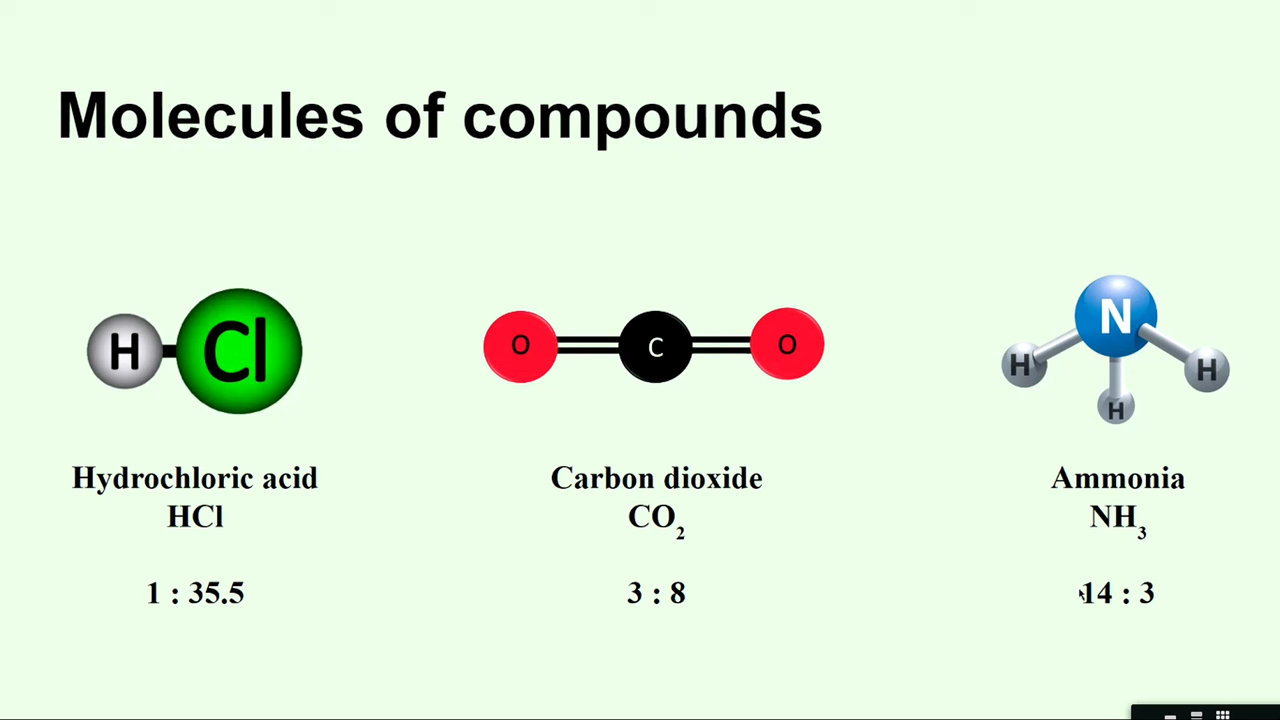 Molecules of compounds
H Cl
O C O
N
H H
H
Hydrochloric acid
HCl
1 : 35.5
Carbon dioxide
CO₂
3 : 8
Ammonia
NH₃
14 : 3